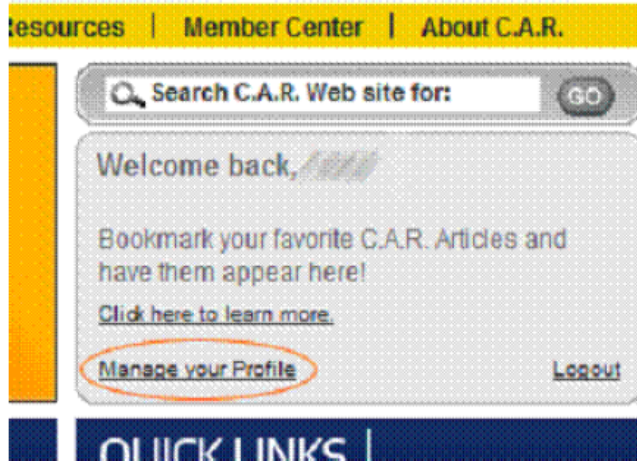 Resources | Member Center | About C.A.R.
Search C.A.R. Web site for: GO
Welcome back,
Bookmark your favorite C.A.R. Articles and
have them appear here!
Click here to learn more.
Manage your Profile Logout
QUICK LINKS |